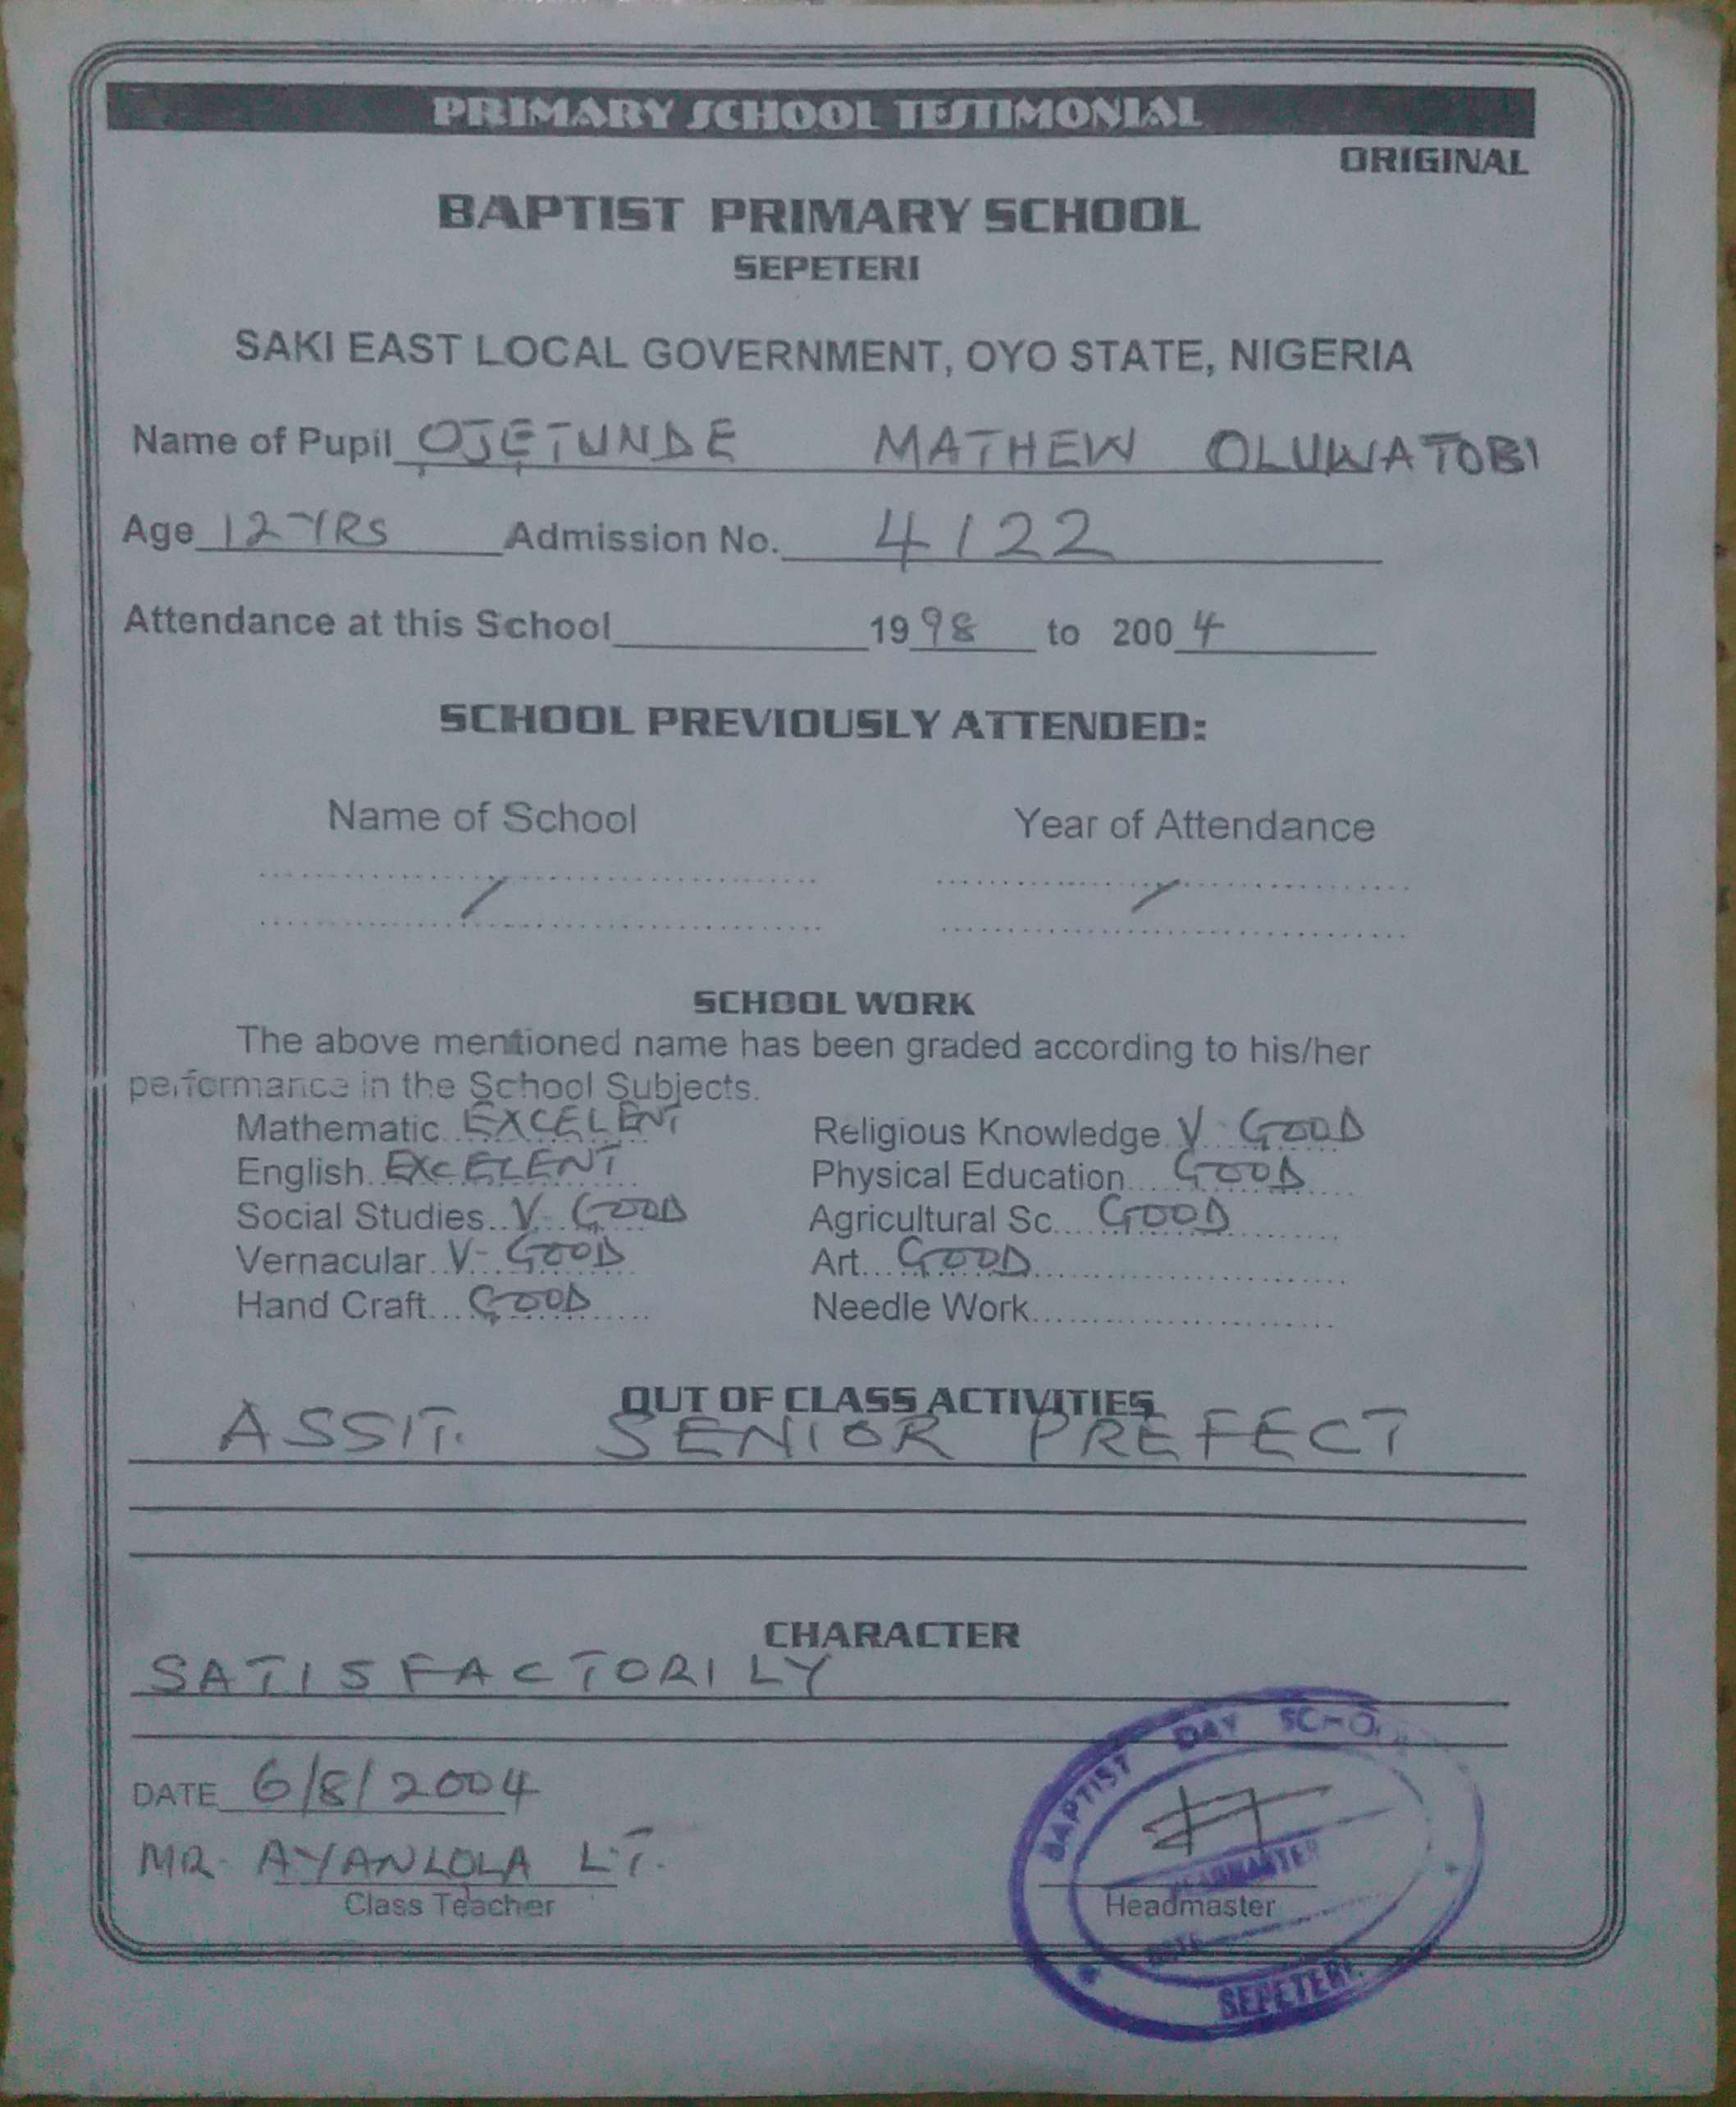 PRIMARY SCHOOL TESTIMONIAL
ORIGINAL
BAPTIST PRIMARY SCHOOL
SEPETERI
SAKI EAST LOCAL GOVERNMENT, OYO STATE, NIGERIA
Name of Pupil OJETUNDE MATHEW OLUWATOBI
Age 12 YRS Admission No. 4122
Attendance at this School 1998 to 2004
SCHOOL PREVIOUSLY ATTENDED:
Name of School Year of Attendance
/ /
SCHOOL WORK
The above mentioned name has been graded according to his/her
performance in the School Subjects.
Mathematic EXCELENT Religious Knowledge V. GOOD
English EXCELENT Physical Education GOOD
Social Studies V. GOOD Agricultural Sc. GOOD
Vernacular V- GOOD Art GOOD
Hand Craft GOOD Needle Work
OUT OF CLASS ACTIVITIES
ASSIT. SENIOR PREFECT
CHARACTER
SATISFACTORILY
DATE 6/8/2004
MR. AYANLOLA L.T.
Class Teacher Headmaster
BAPTIST DAY SCHOOL
HEADMASTER
DATE
SEPETERI.